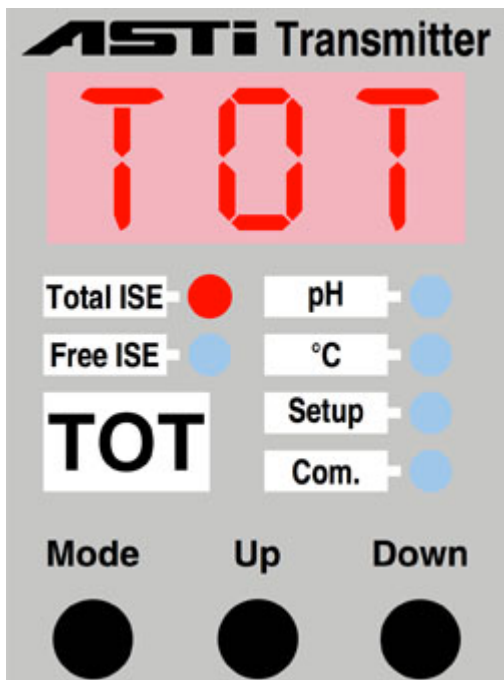 ASTi Transmitter
TOT
Total ISE
pH
Free ISE
°C
TOT
Setup
Com.
Mode Up Down